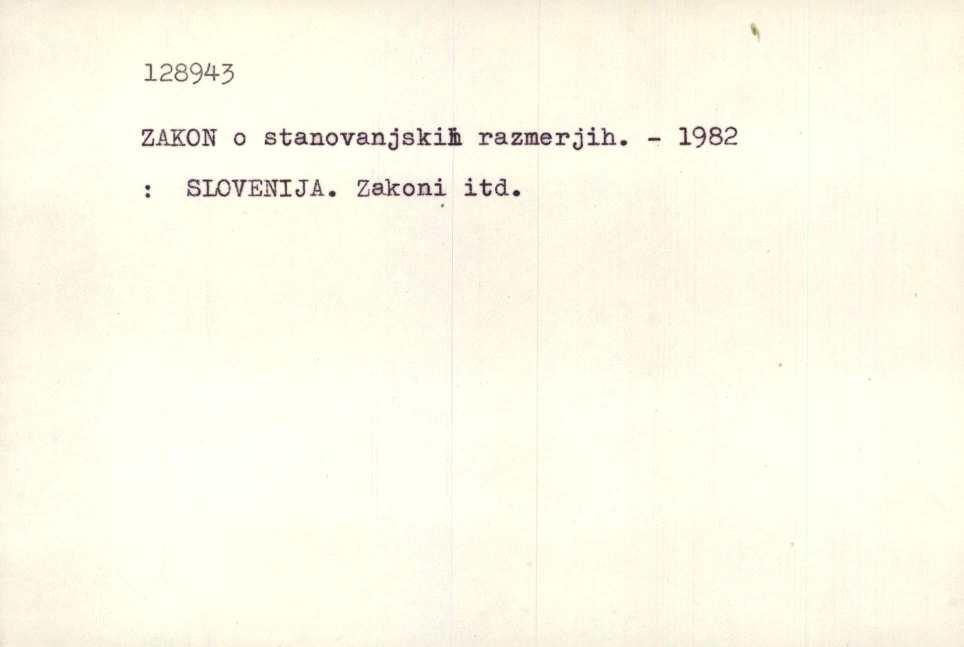 128943
ZAKON o stanovanjskih razmerjih. - 1982
: SLOVENIJA. Zakoni itd.